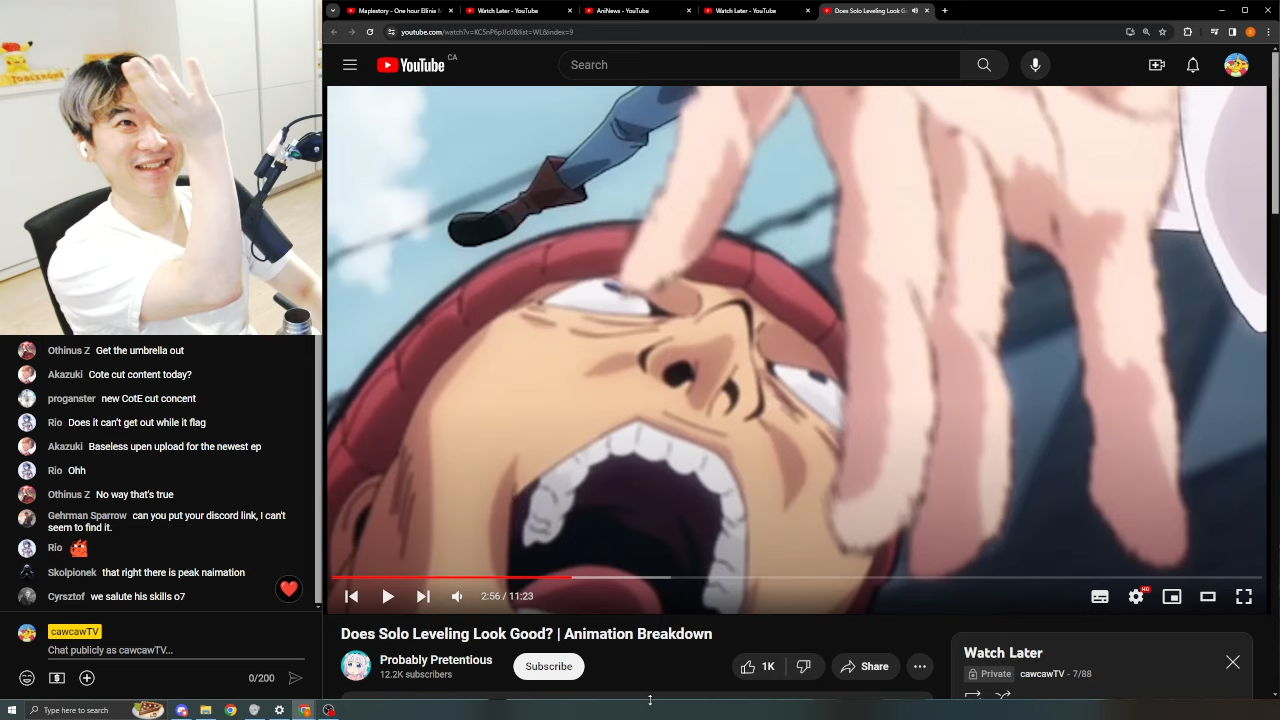 Maplestory - One hour Ellinia M
Watch Later - YouTube
AniNews - YouTube
Watch Later - YouTube
Does Solo Leveling Look G
youtube.com/watch?v=KC5nP6pJJc08&list=WL&index=9
TOBLERONE
YouTube CA
Search
Othinus Z Get the umbrella out
Akazuki Cote cut content today?
proganster new CotE cut concent
Rio Does it can't get out while it flag
Akazuki Baseless upen upload for the newest ep
Rio Ohh
Othinus Z No way that's true
Gehrman Sparrow can you put your discord link, I can't
seem to find it.
Rio
Skolpionek that right there is peak naimation
Cyrsztof we salute his skills o7
cawcawTV
Chat publicly as cawcawTV...
0/200
2:56 / 11:23
HD
Does Solo Leveling Look Good? | Animation Breakdown
Probably Pretentious
12.2K subscribers
Subscribe
1K
Share
Watch Later
Private cawcawTV - 7/88
Type here to search